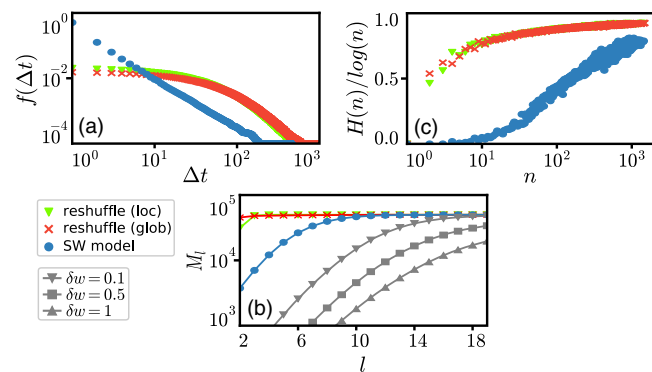 10^0
10^{-2}
10^{-4}
f(Δt)
(a)
10^0 10^1 10^2 10^3
Δt
1.0
0.5
0.0
H(n)/log(n)
(c)
10^1 10^2 10^3
n
reshuffle (loc)
reshuffle (glob)
SW model
δw = 0.1
δw = 0.5
δw = 1
10^5
10^4
10^3
M_l
(b)
2 6 10 14 18
l